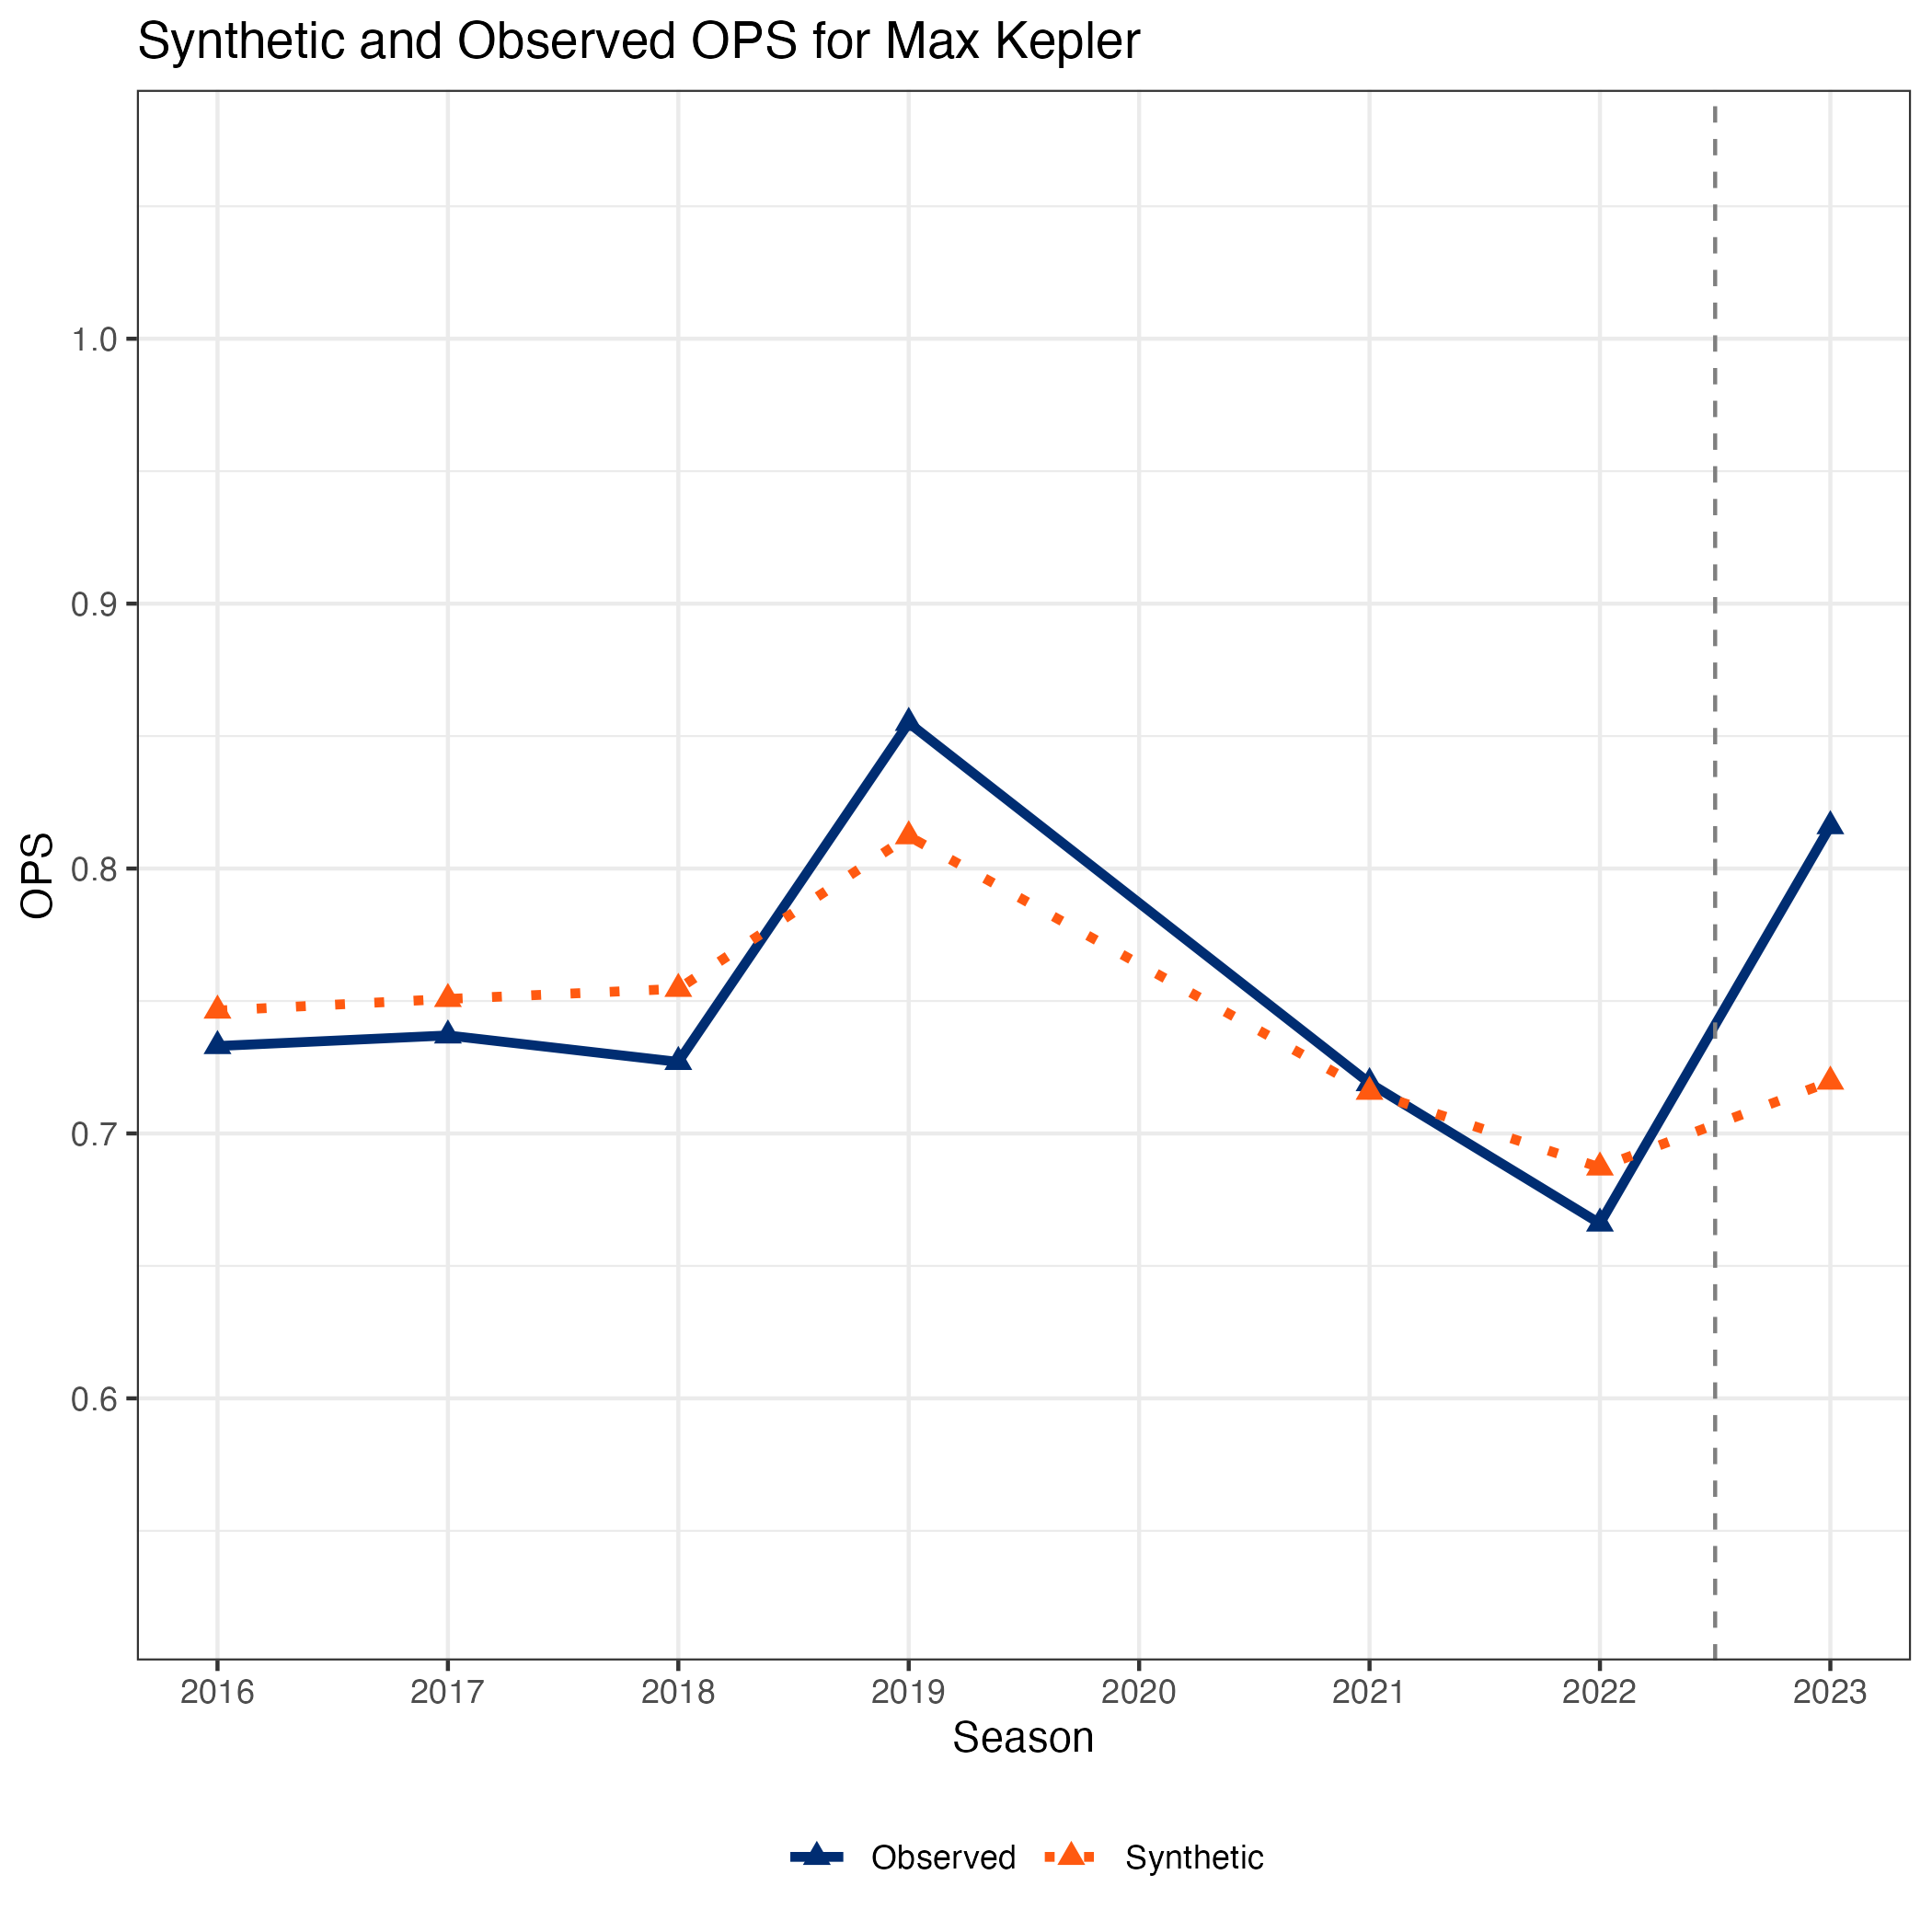 Synthetic and Observed OPS for Max Kepler
OPS
1.0
0.9
0.8
0.7
0.6
2016 2017 2018 2019 2020 2021 2022 2023
Season
Observed Synthetic